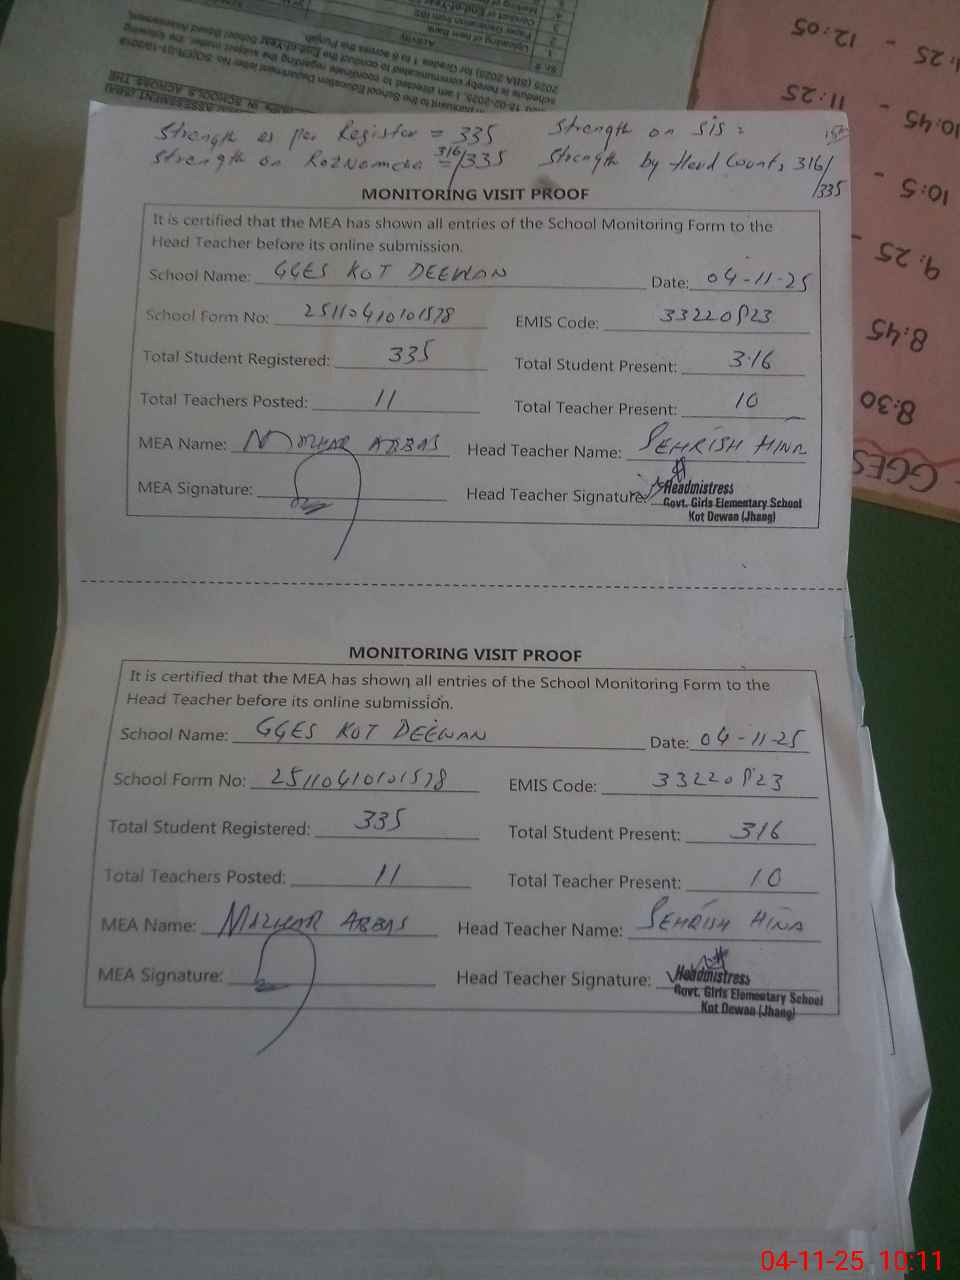 Strength as per Register = 335 Strength on SIS =
Strength on RozNamcha = 316/335 Strength by Head Counts 316/335
MONITORING VISIT PROOF
It is certified that the MEA has shown all entries of the School Monitoring Form to the
Head Teacher before its online submission.
School Name: GGES KOT DEEWAN Date: 04-11-25
School Form No: 25110410101578 EMIS Code: 33220823
Total Student Registered: 335 Total Student Present: 316
Total Teachers Posted: 11 Total Teacher Present: 10
MEA Name: MAZHAR ABBAS Head Teacher Name: SEHRISH HINA
MEA Signature: Head Teacher Signature:
Headmistress
Govt. Girls Elementary School
Kot Dewan (Jhang)
MONITORING VISIT PROOF
It is certified that the MEA has shown all entries of the School Monitoring Form to the
Head Teacher before its online submission.
School Name: GGES KOT DEEWAN Date: 04-11-25
School Form No: 25110410101578 EMIS Code: 33220823
Total Student Registered: 335 Total Student Present: 316
Total Teachers Posted: 11 Total Teacher Present: 10
MEA Name: MAZHAR ABBAS Head Teacher Name: SEHRISH HINA
MEA Signature: Head Teacher Signature:
Headmistress
Govt. Girls Elementary School
Kot Dewan (Jhang)
GGES
8:30
8:45
9:25
10:5 -
10:45 -
11:25 - 11:25
- 12:05
04-11-25 10:11